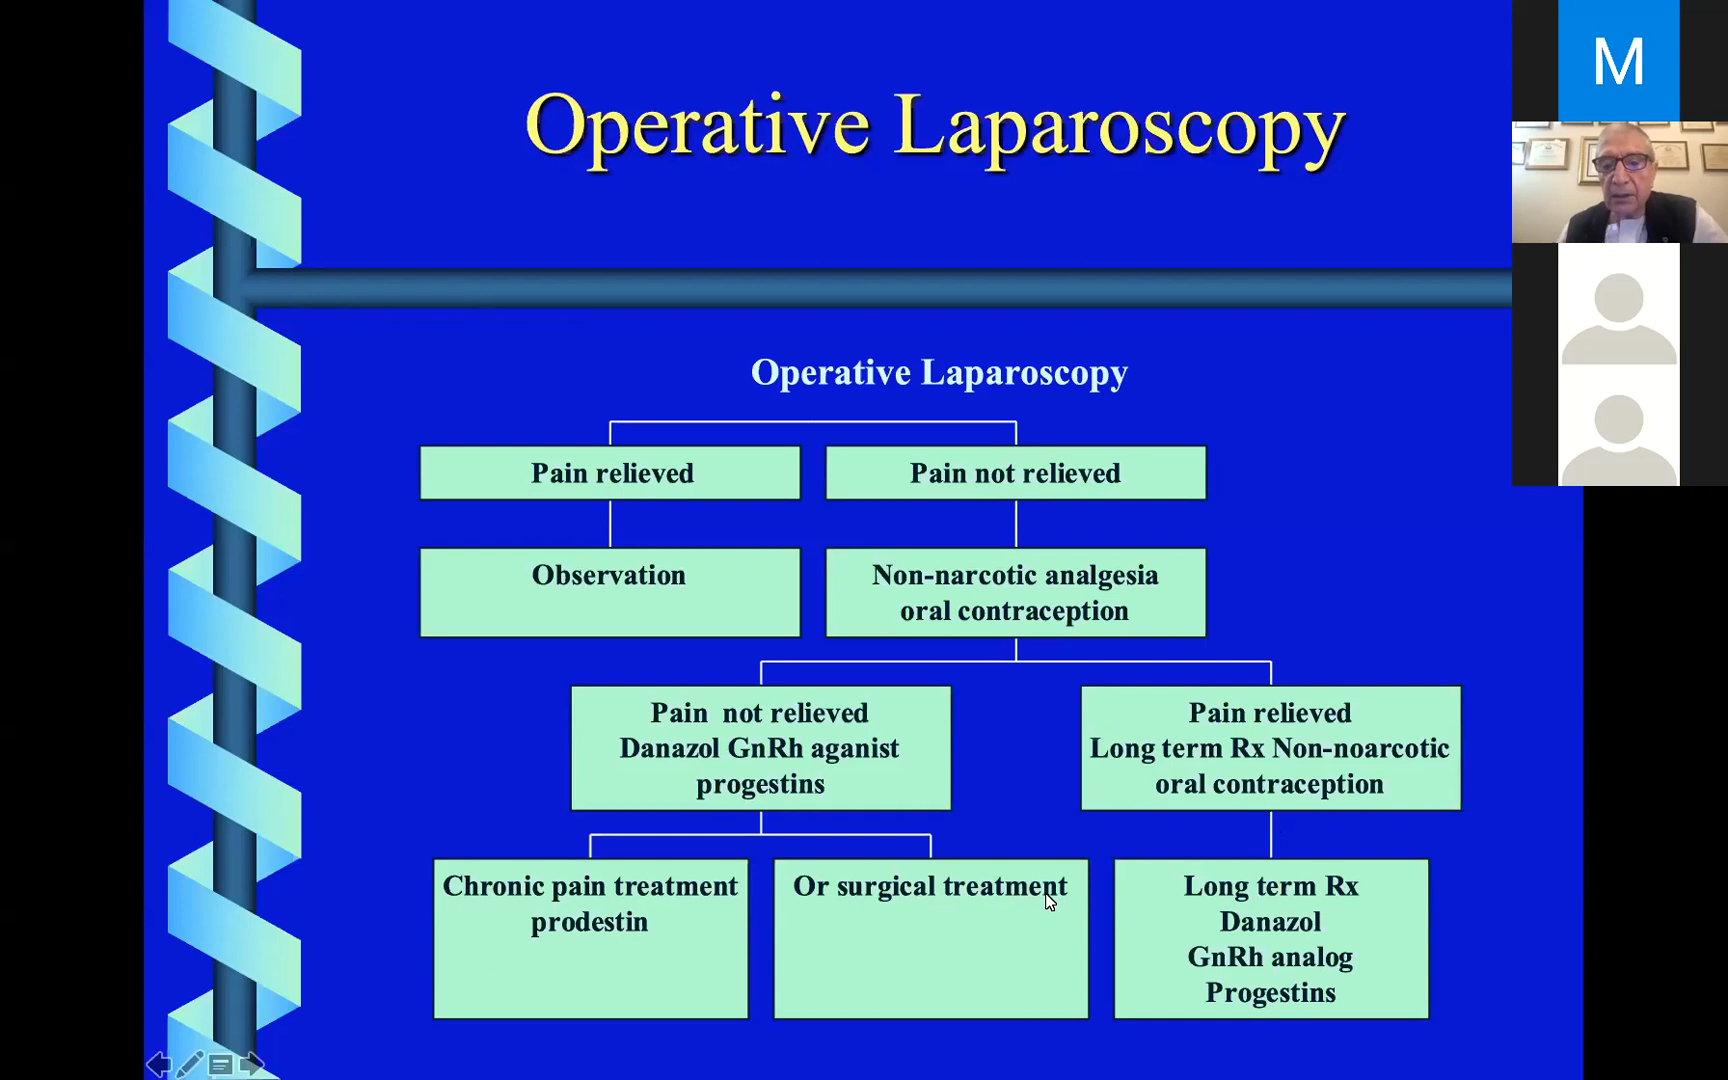 Operative Laparoscopy
M
Operative Laparoscopy
Pain relieved
Pain not relieved
Observation
Non-narcotic analgesia
oral contraception
Pain not relieved
Danazol GnRh aganist
progestins
Pain relieved
Long term Rx Non-noarcotic
oral contraception
Chronic pain treatment
prodestin
Or surgical treatment
Long term Rx
Danazol
GnRh analog
Progestins